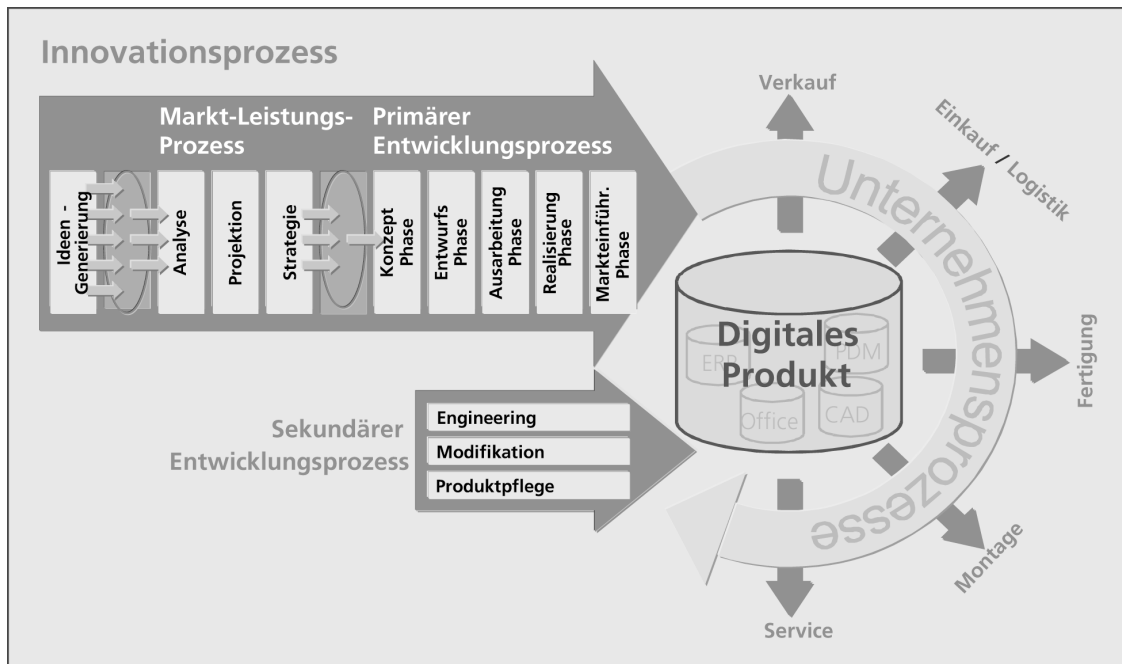 Innovationsprozess
Markt-Leistungs-
Prozess
Primärer
Entwicklungsprozess
Ideen -
Generierung
Analyse
Projektion
Strategie
Konzept
Phase
Entwurfs
Phase
Ausarbeitung
Phase
Realisierung
Phase
Markteinführ.
Phase
Sekundärer
Entwicklungsprozess
Engineering
Modifikation
Produktpflege
Digitales
Produkt
ERP
PDM
Office
CAD
Unternehmensprozesse
Verkauf
Einkauf / Logistik
Fertigung
Montage
Service